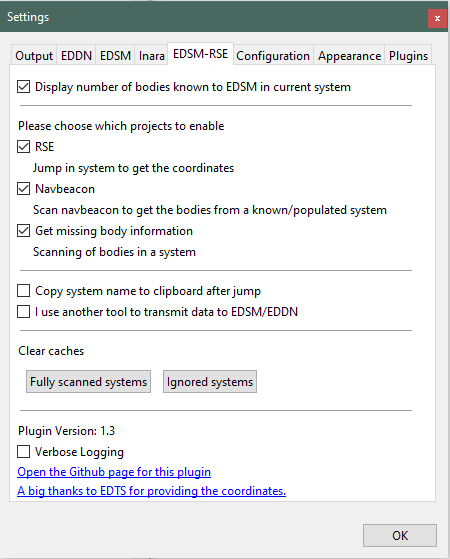 Settings
x
Output EDDN EDSM Inara EDSM-RSE Configuration Appearance Plugins
Display number of bodies known to EDSM in current system
Please choose which projects to enable
RSE
Jump in system to get the coordinates
Navbeacon
Scan navbeacon to get the bodies from a known/populated system
Get missing body information
Scanning of bodies in a system
Copy system name to clipboard after jump
I use another tool to transmit data to EDSM/EDDN
Clear caches
Fully scanned systems Ignored systems
Plugin Version: 1.3
Verbose Logging
Open the Github page for this plugin
A big thanks to EDTS for providing the coordinates.
OK